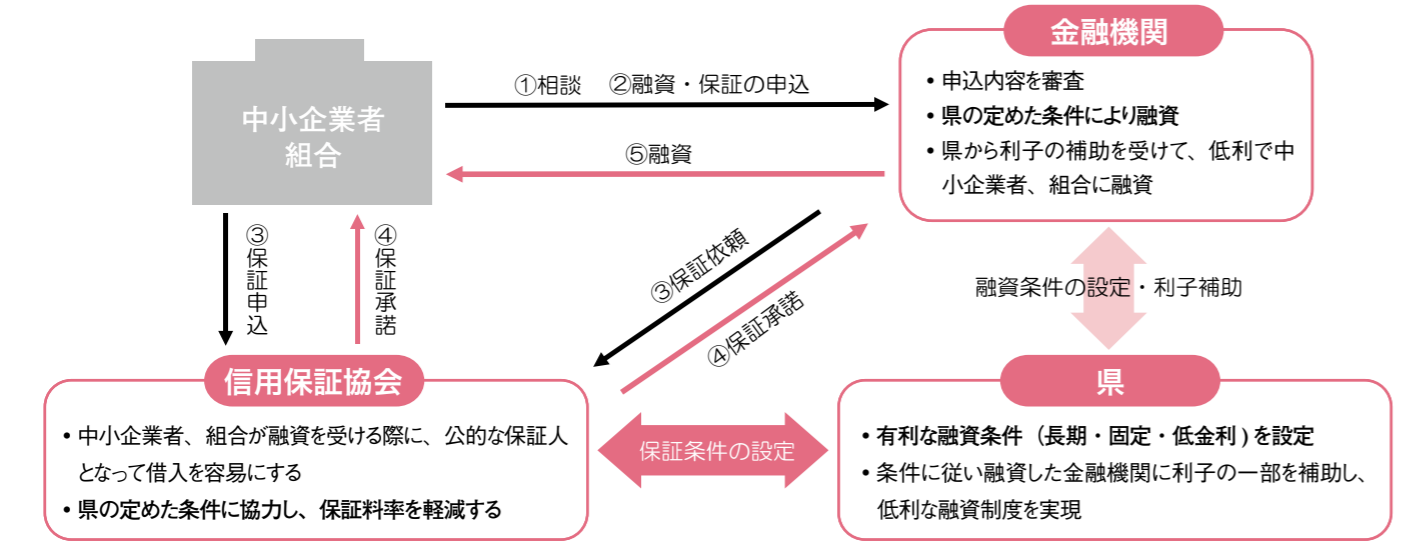 中小企業者
組合
①相談　②融資・保証の申込
⑤融資
金融機関
• 申込内容を審査
• 県の定めた条件により融資
• 県から利子の補助を受けて、低利で中
小企業者、組合に融資
③保証申込
④保証承諾
③保証依頼
④保証承諾
融資条件の設定・利子補助
信用保証協会
• 中小企業者、組合が融資を受ける際に、公的な保証人
となって借入を容易にする
• 県の定めた条件に協力し、保証料率を軽減する
保証条件の設定
県
• 有利な融資条件（長期・固定・低金利）を設定
• 条件に従い融資した金融機関に利子の一部を補助し、
低利な融資制度を実現